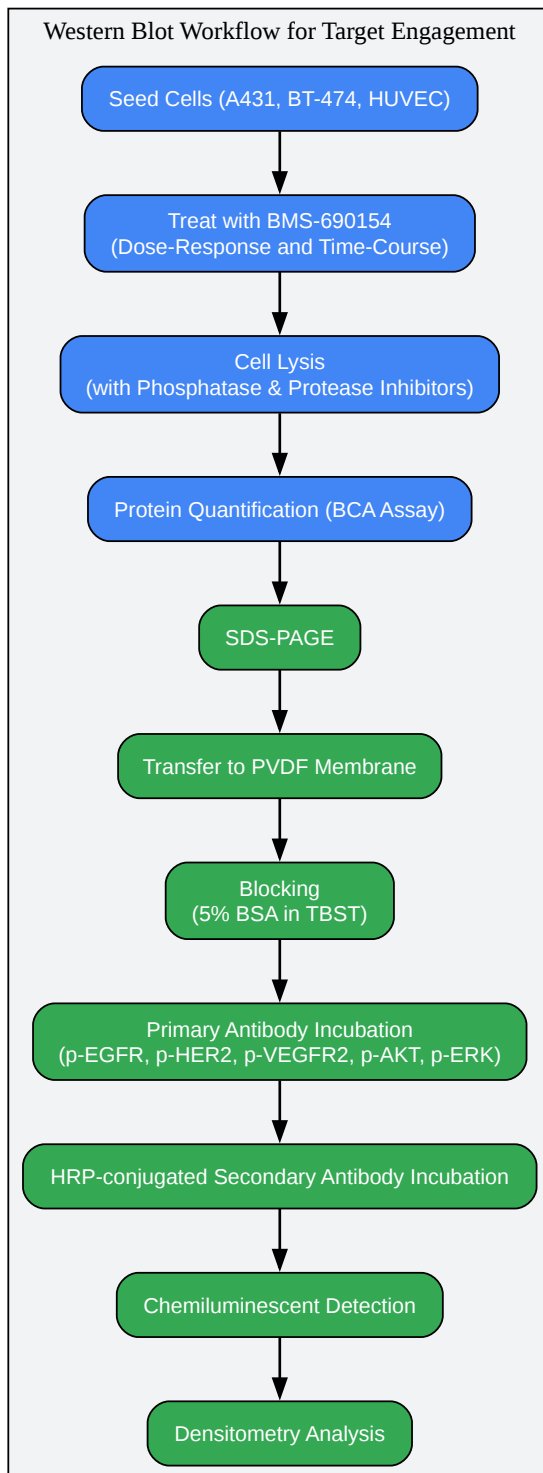 Western Blot Workflow for Target Engagement
Seed Cells (A431, BT-474, HUVEC)
Treat with BMS-690154
(Dose-Response and Time-Course)
Cell Lysis
(with Phosphatase & Protease Inhibitors)
Protein Quantification (BCA Assay)
SDS-PAGE
Transfer to PVDF Membrane
Blocking
(5% BSA in TBST)
Primary Antibody Incubation
(p-EGFR, p-HER2, p-VEGFR2, p-AKT, p-ERK)
HRP-conjugated Secondary Antibody Incubation
Chemiluminescent Detection
Densitometry Analysis